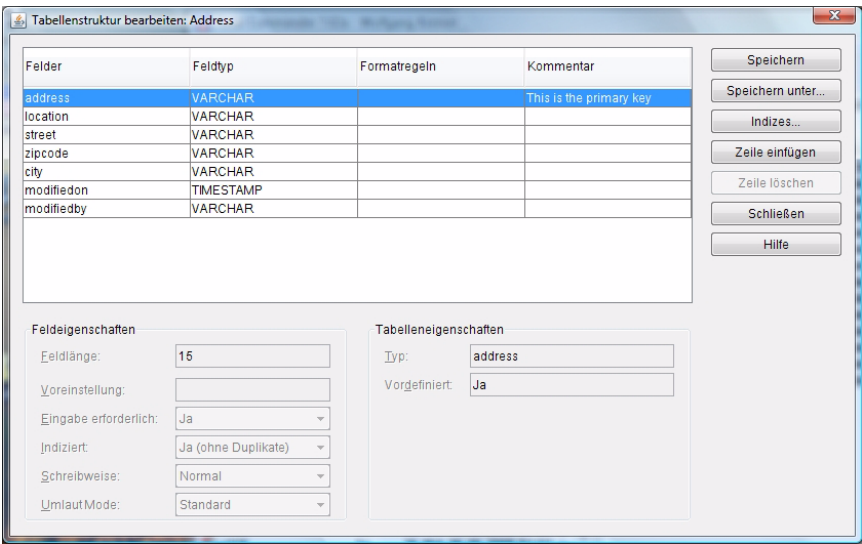 Tabellenstruktur bearbeiten: Address
Felder Feldtyp Formatregeln Kommentar
address VARCHAR This is the primary key
location VARCHAR
street VARCHAR
zipcode VARCHAR
city VARCHAR
modifiedon TIMESTAMP
modifiedby VARCHAR
Speichern
Speichern unter...
Indizes...
Zeile einfügen
Zeile löschen
Schließen
Hilfe
Feldeigenschaften
Feldlänge: 15
Voreinstellung:
Eingabe erforderlich: Ja
Indiziert: Ja (ohne Duplikate)
Schreibweise: Normal
UmlautMode: Standard
Tabelleneigenschaften
Typ: address
Vordefiniert: Ja